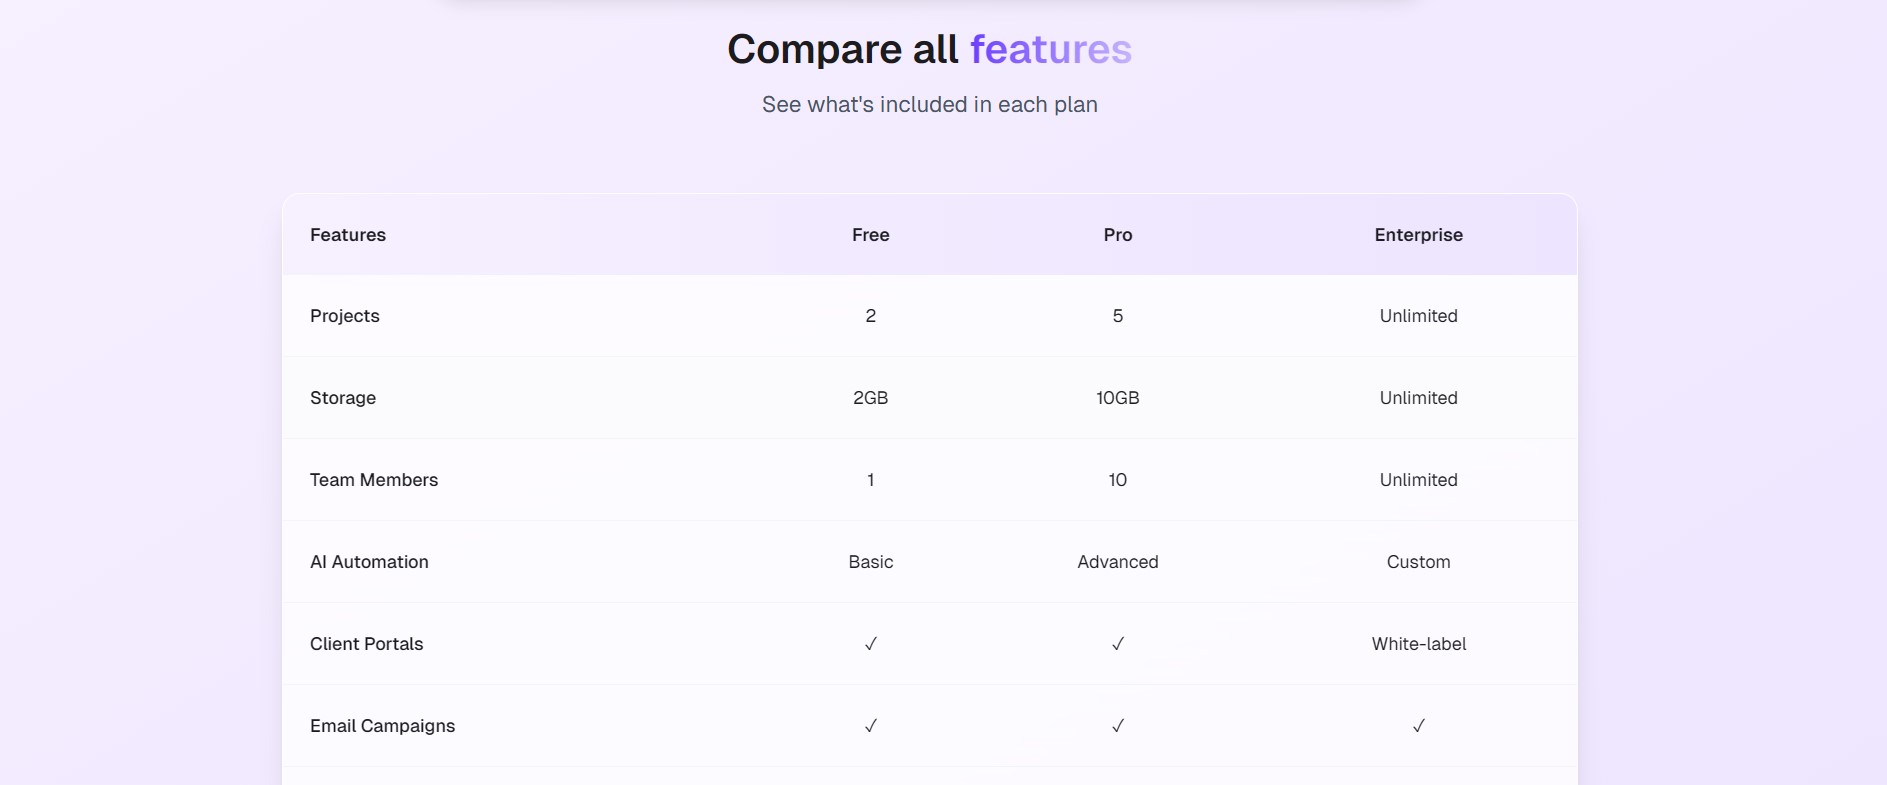 Compare all features
See what's included in each plan
Features Free Pro Enterprise
Projects 2 5 Unlimited
Storage 2GB 10GB Unlimited
Team Members 1 10 Unlimited
AI Automation Basic Advanced Custom
Client Portals ✓ ✓ White-label
Email Campaigns ✓ ✓ ✓